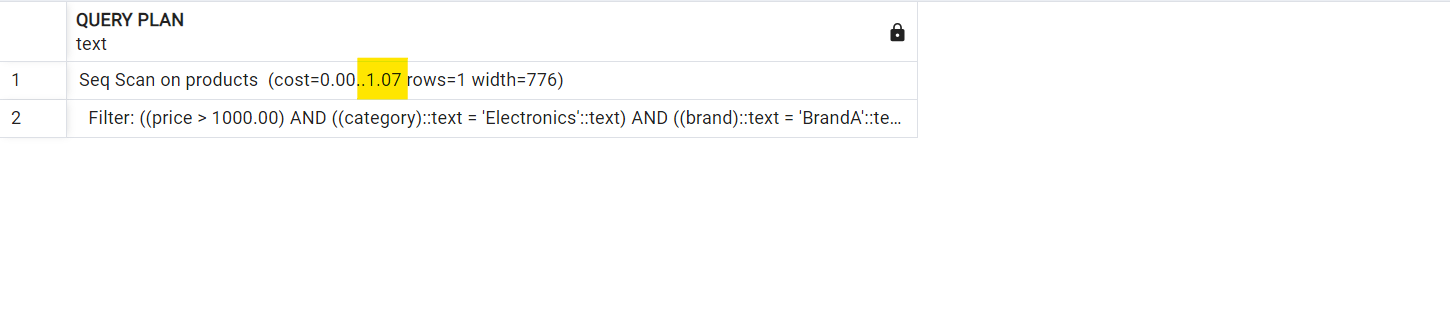 QUERY PLAN
text
1 Seq Scan on products (cost=0.00..1.07 rows=1 width=776)
2 Filter: ((price > 1000.00) AND ((category)::text = 'Electronics'::text) AND ((brand)::text = 'BrandA'::te...